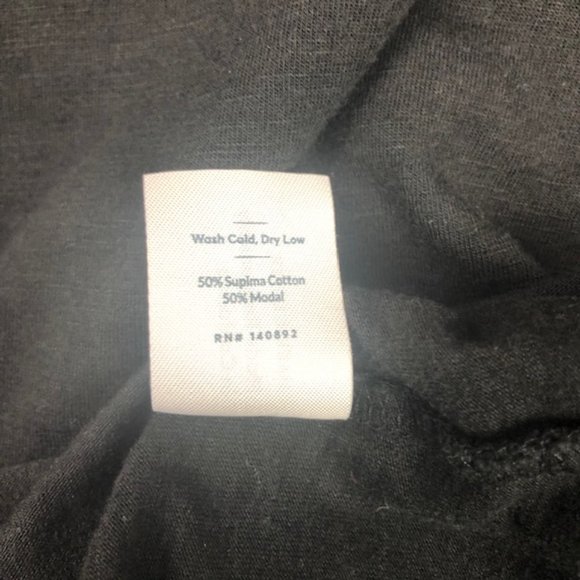 Wash Cold, Dry Low
50% Supima Cotton
50% Modal
RN# 140892